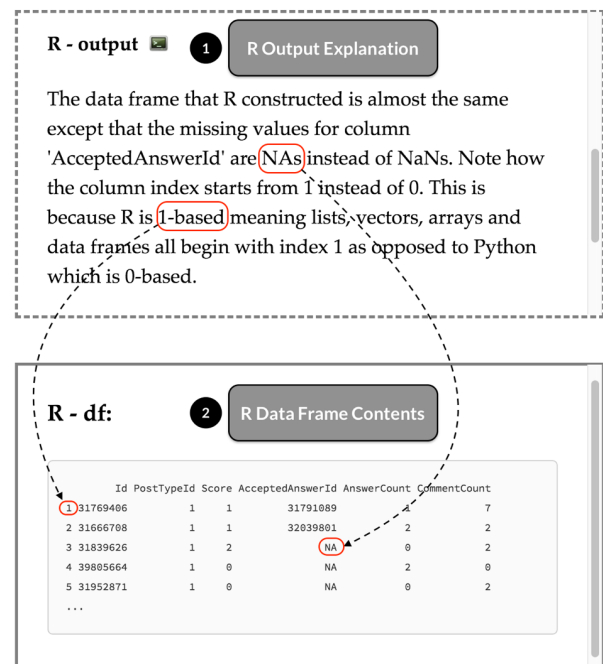 R - output 1 R Output Explanation
The data frame that R constructed is almost the same
except that the missing values for column
'AcceptedAnswerId' are NAs instead of NaNs. Note how
the column index starts from 1 instead of 0. This is
because R is 1-based meaning lists, vectors, arrays and
data frames all begin with index 1 as opposed to Python
which is 0-based.
R - df: 2 R Data Frame Contents
Id PostTypeId Score AcceptedAnswerId AnswerCount CommentCount
1 31769406 1 1 31791089 1 7
2 31666708 1 1 32039801 2 2
3 31839626 1 2 NA 0 2
4 39805664 1 0 NA 2 0
5 31952871 1 0 NA 0 2
...